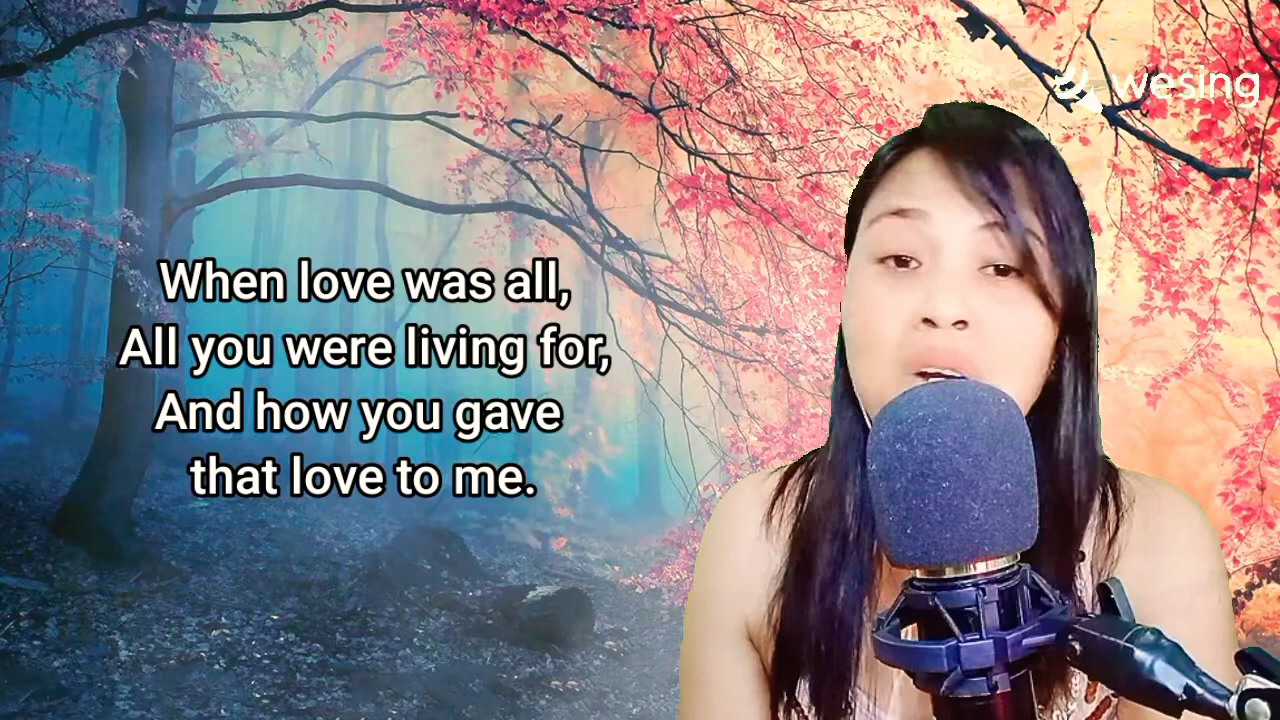 wesing
When love was all,
All you were living for,
And how you gave
that love to me.